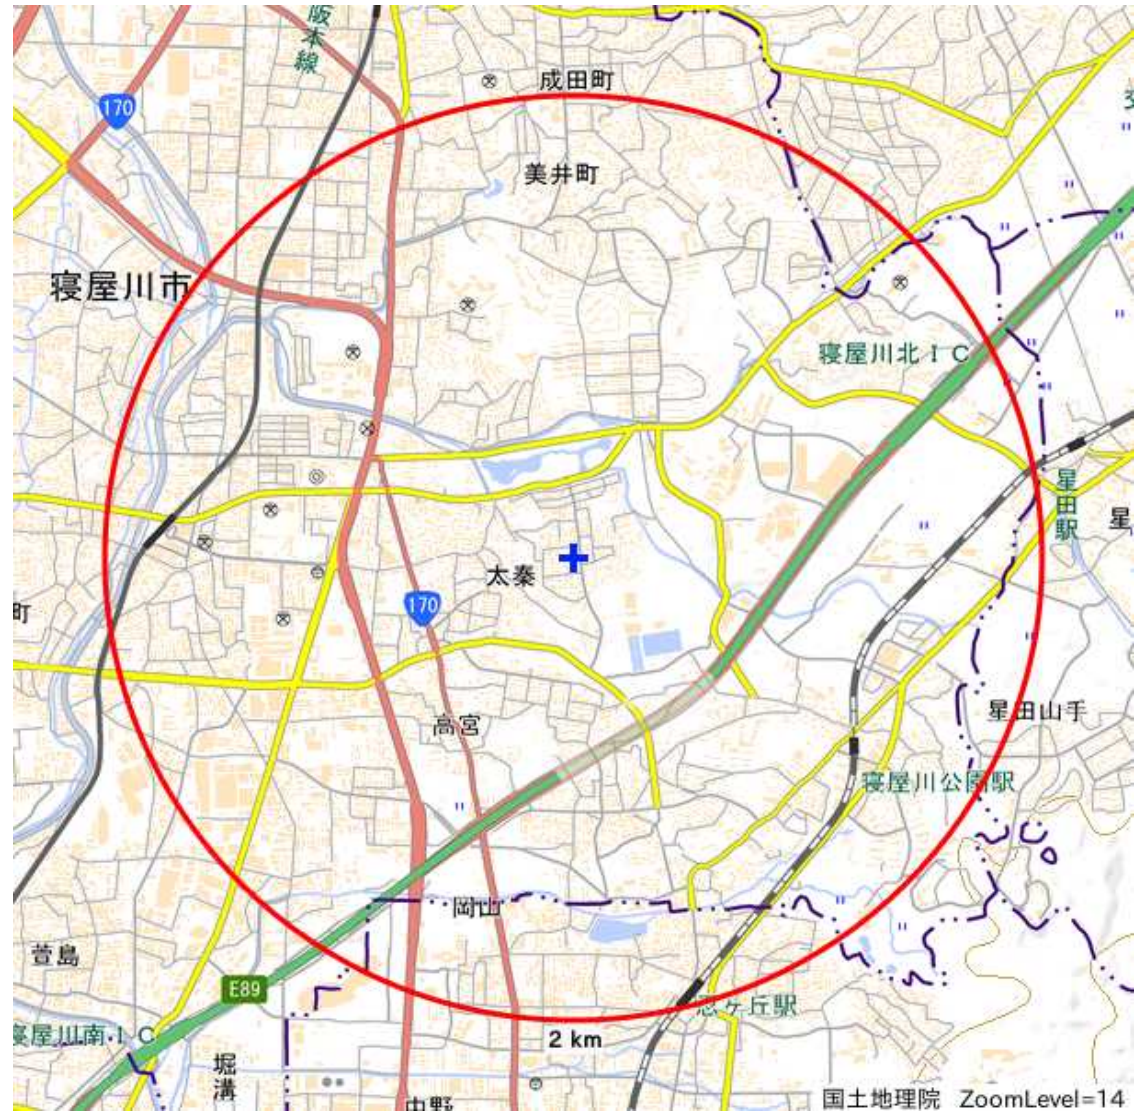 阪本線
170
成田町
美井町
寝屋川市
寝屋川北IC
星田駅
星
太秦
町
170
高宮
星田山手
寝屋川公園駅
岡山
萱島
E89
忍ヶ丘駅
寝屋川南IC
2 km
堀溝
中野
国土地理院 ZoomLevel=14